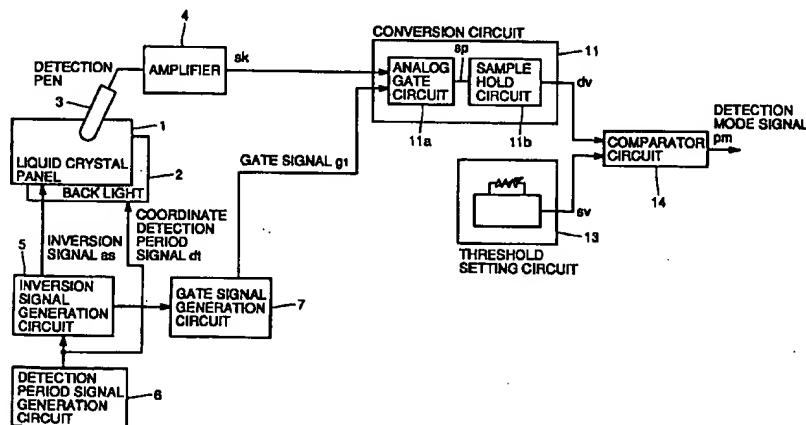 4
CONVERSION CIRCUIT
DETECTION
PEN
AMPLIFIER
sk
ANALOG
GATE
CIRCUIT
sp
SAMPLE
HOLD
CIRCUIT
11
dv
3
1
11a
11b
DETECTION
MODE SIGNAL
pm
LIQUID CRYSTAL
PANEL
2
GATE SIGNAL g1
COMPARATOR
CIRCUIT
BACK LIGHT
14
COORDINATE
DETECTION
PERIOD
SIGNAL dt
sv
INVERSION
SIGNAL as
13
5
THRESHOLD
SETTING CIRCUIT
INVERSION
SIGNAL
GENERATION
CIRCUIT
GATE SIGNAL
GENERATION
CIRCUIT
7
DETECTION
PERIOD SIGNAL
GENERATION
CIRCUIT
6